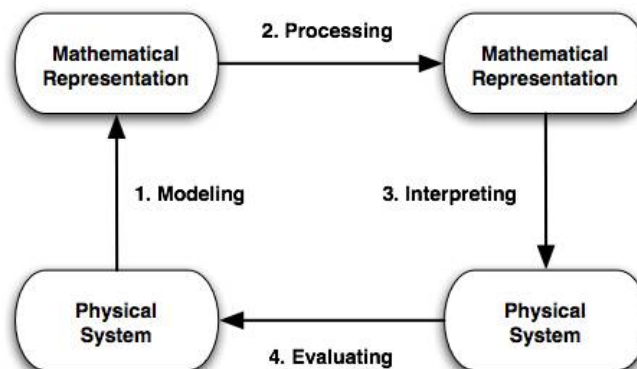 2. Processing
Mathematical
Representation
Mathematical
Representation
1. Modeling
3. Interpreting
Physical
System
Physical
System
4. Evaluating